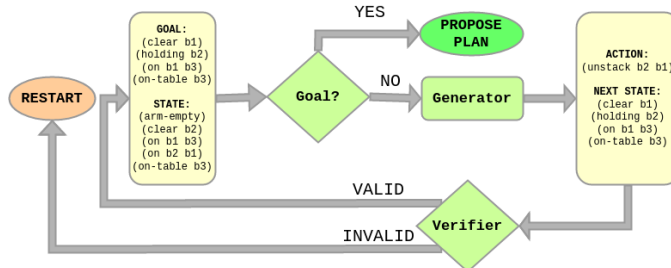 RESTART
GOAL:
(clear b1)
(holding b2)
(on b1 b3)
(on-table b3)
STATE:
(arm-empty)
(clear b2)
(on b1 b3)
(on b2 b1)
(on-table b3)
Goal?
YES
PROPOSE
PLAN
NO
Generator
ACTION:
(unstack b2 b1)
NEXT STATE:
(clear b1)
(holding b2)
(on b1 b3)
(on-table b3)
VALID
Verifier
INVALID